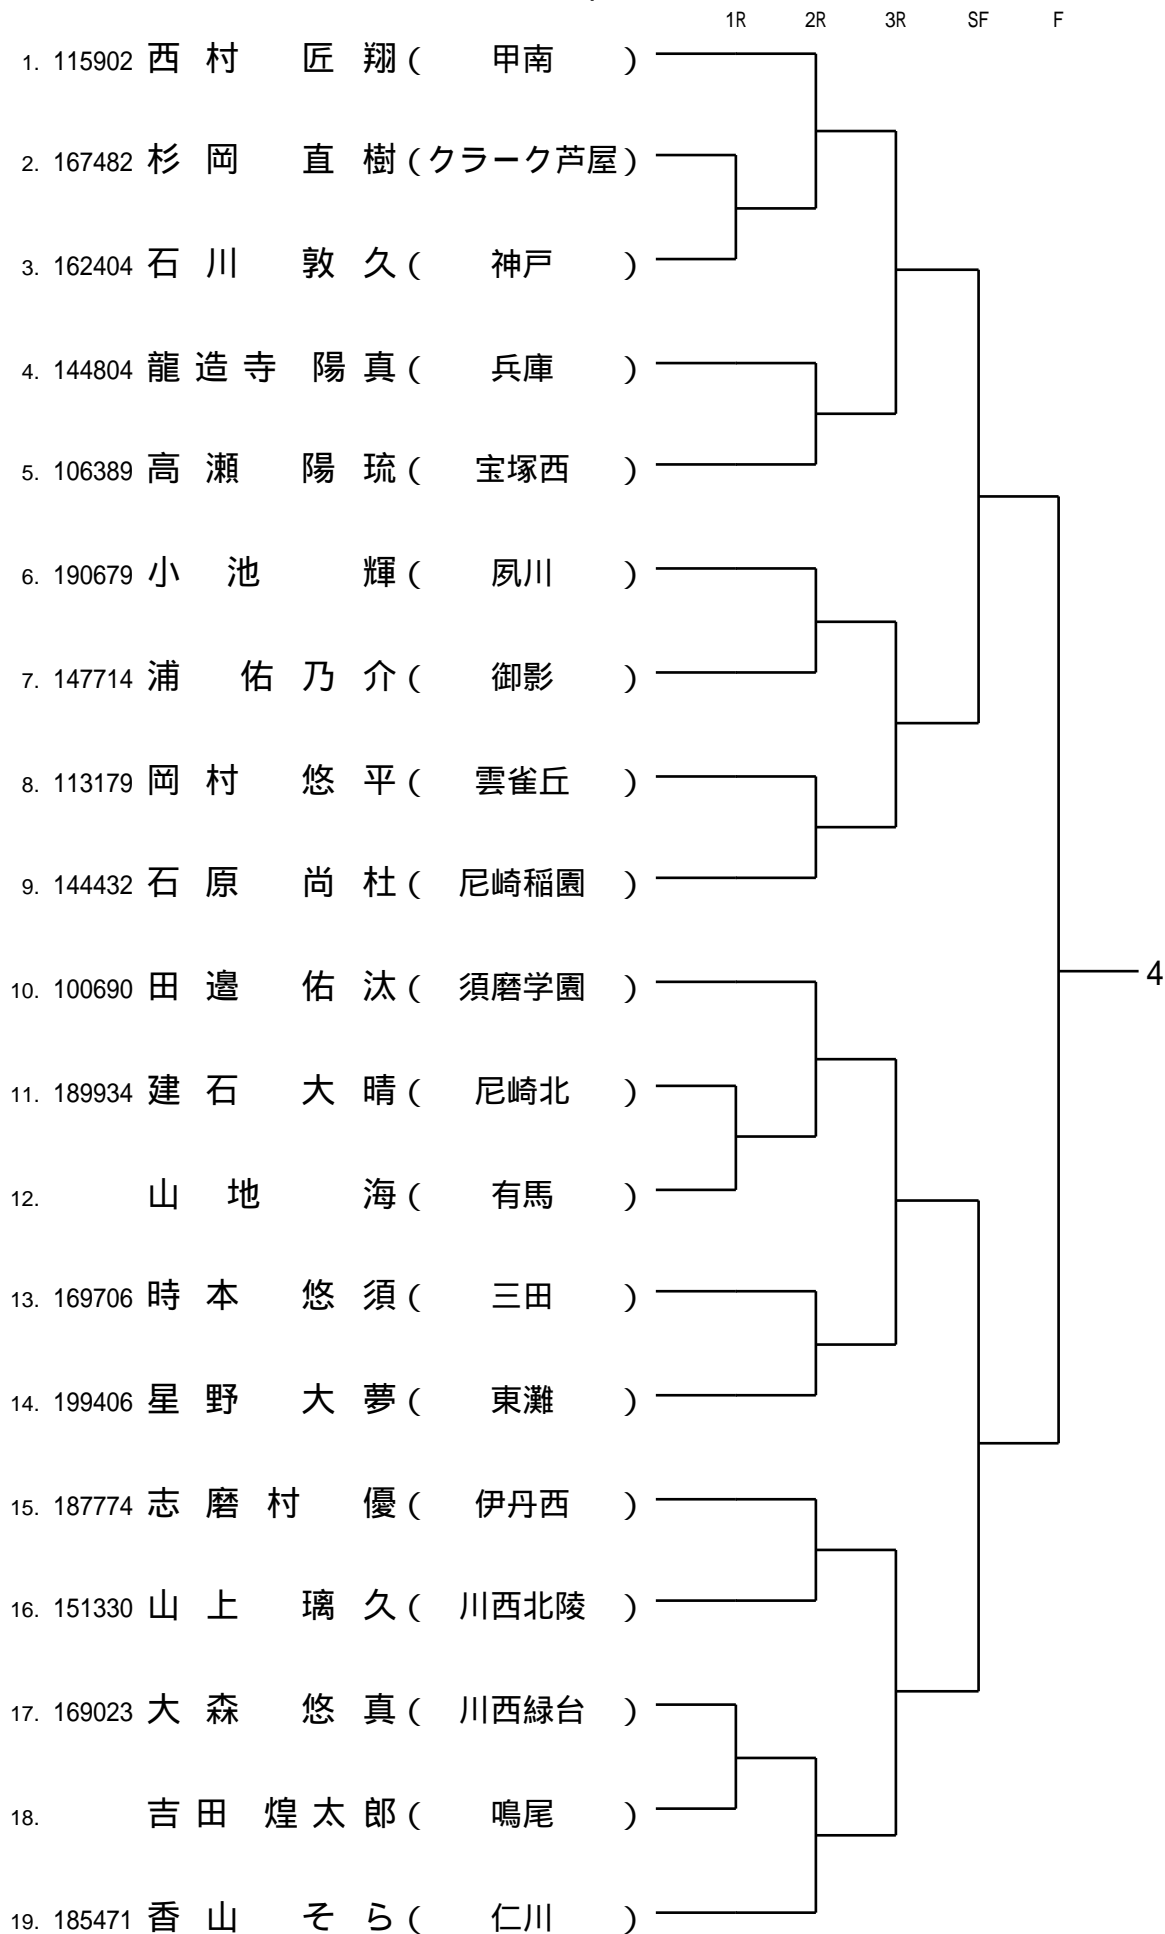 1R 2R 3R SF F
1. 115902 西村 匠翔 ( 甲南 )
2. 167482 杉岡 直樹 ( クラーク芦屋 )
3. 162404 石川 敦久 ( 神戸 )
4. 144804 龍造寺 陽真 ( 兵庫 )
5. 106389 高瀬 陽琉 ( 宝塚西 )
6. 190679 小池 輝 ( 夙川 )
7. 147714 浦 佑乃介 ( 御影 )
8. 113179 岡村 悠平 ( 雲雀丘 )
9. 144432 石原 尚杜 ( 尼崎稲園 )
10. 100690 田邉 佑汰 ( 須磨学園 )
4
11. 189934 建石 大晴 ( 尼崎北 )
12. 山地 海 ( 有馬 )
13. 169706 時本 悠須 ( 三田 )
14. 199406 星野 大夢 ( 東灘 )
15. 187774 志磨村 優 ( 伊丹西 )
16. 151330 山上 璃久 ( 川西北陵 )
17. 169023 大森 悠真 ( 川西緑台 )
18. 吉田 煌太郎 ( 鳴尾 )
19. 185471 香山 そら ( 仁川 )